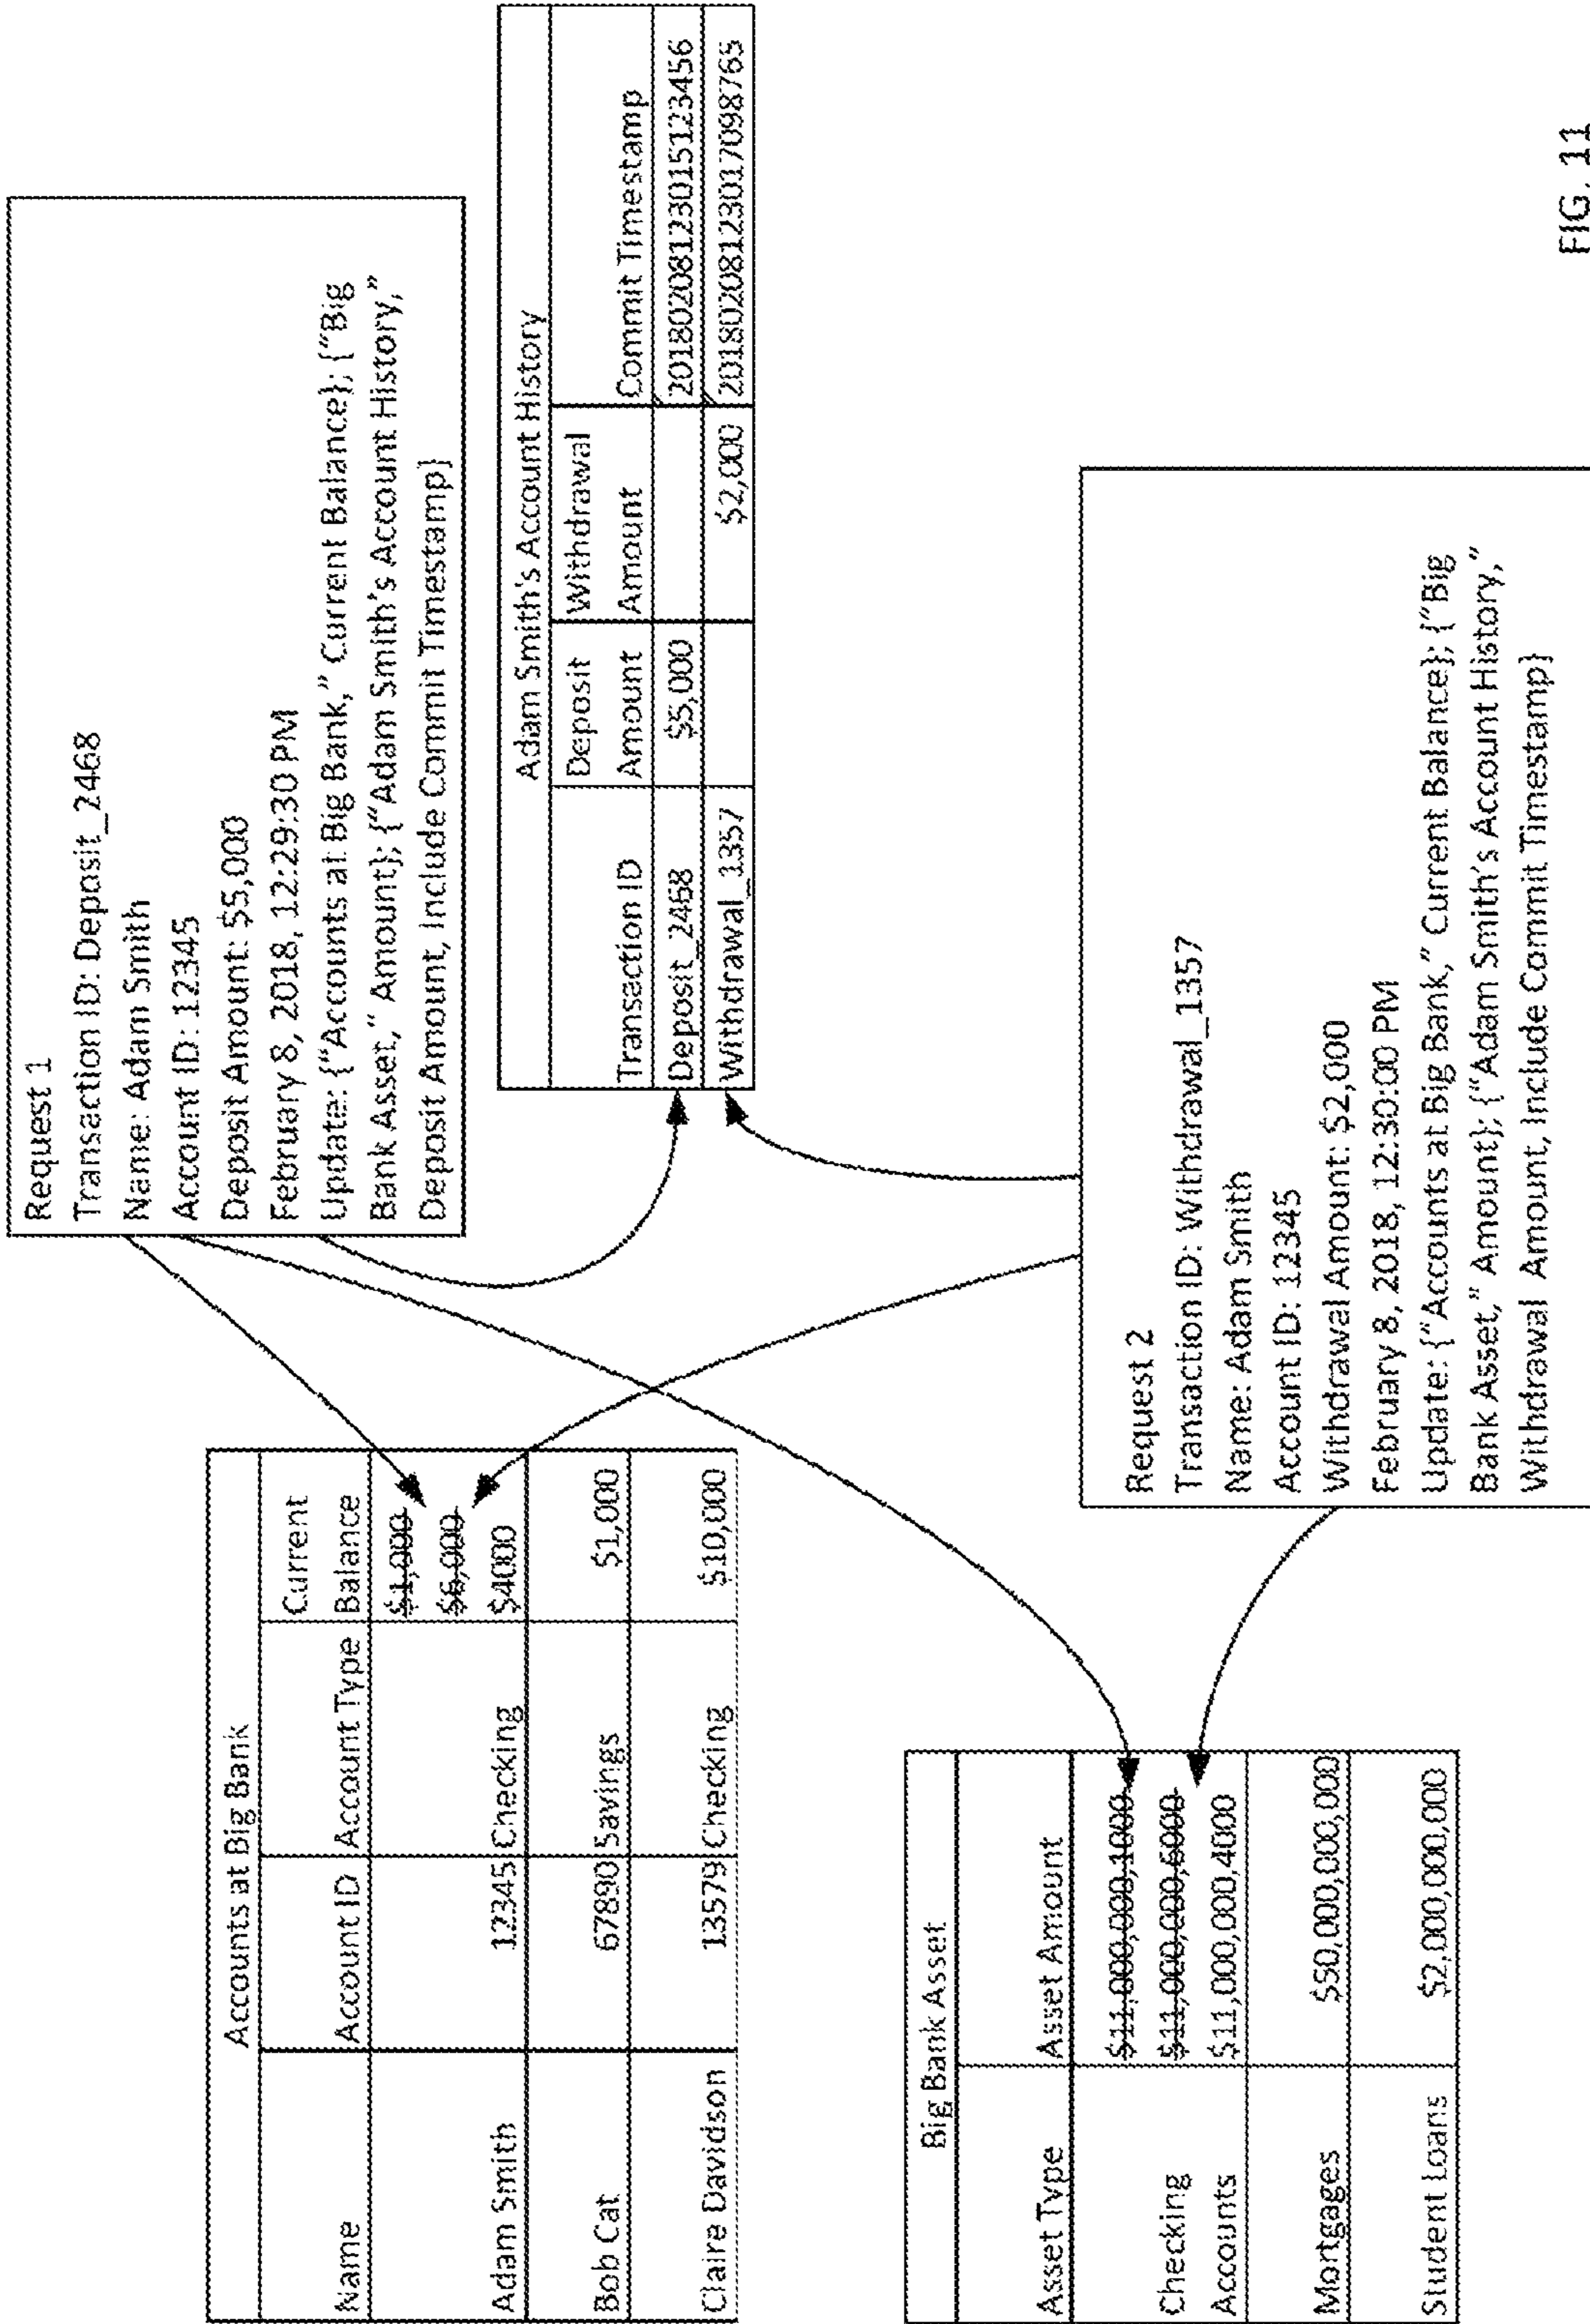 Accounts at Big Bank
Name Account ID Account Type Current Balance
Adam Smith 12345 Checking $1,000
$6,000
$4000
Bob Cat 67890 Savings $1,000
Claire Davidson 13579 Checking $10,000
Request 1
Transaction ID: Deposit_2468
Name: Adam Smith
Account ID: 12345
Deposit Amount: $5,000
February 8, 2018, 12:29:30 PM
Update: {“Accounts at Big Bank,” Current Balance}; {“Big
Bank Asset,” Amount}; {“Adam Smith’s Account History,”
Deposit Amount, Include Commit Timestamp}
Adam Smith's Account History
Transaction ID Deposit Amount Withdrawal Amount Commit Timestamp
Deposit_2468 $5,000 20180208123015123456
Withdrawal_1357 $2,000 20180208123017098765
Big Bank Asset
Asset Type Asset Amount
Checking Accounts $11,000,000,1000
$11,000,000,6000
$11,000,000,4000
Mortgages $50,000,000,000
Student Loans $2,000,000,000
Request 2
Transaction ID: Withdrawal_1357
Name: Adam Smith
Account ID: 12345
Withdrawal Amount: $2,000
February 8, 2018, 12:30:00 PM
Update: {“Accounts at Big Bank,” Current Balance}; {“Big
Bank Asset,” Amount}; {“Adam Smith’s Account History,”
Withdrawal Amount, Include Commit Timestamp}
FIG. 11